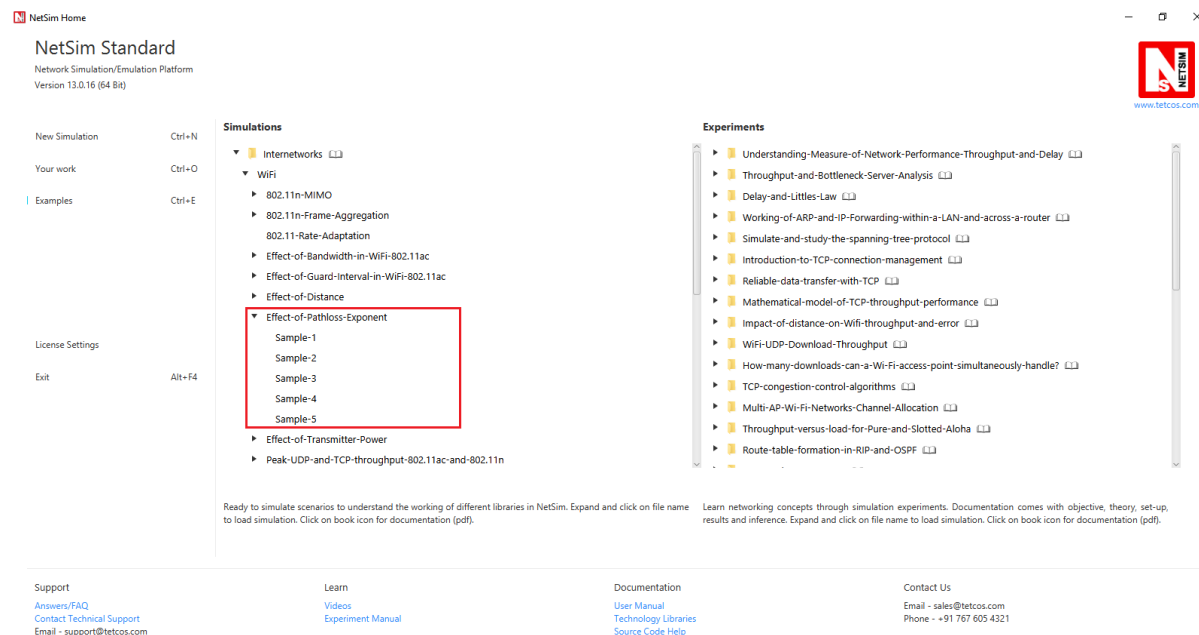 NetSim Home
NetSim Standard
Network Simulation/Emulation Platform
Version 13.0.16 (64 Bit)
NETSIM
www.tetcos.com
New Simulation Ctrl+N
Your work Ctrl+O
Examples Ctrl+E
License Settings
Exit Alt+F4
Simulations
Internetworks
WiFi
802.11n-MIMO
802.11n-Frame-Aggregation
802.11-Rate-Adaptation
Effect-of-Bandwidth-in-WiFi-802.11ac
Effect-of-Guard-Interval-in-WiFi-802.11ac
Effect-of-Distance
Effect-of-Pathloss-Exponent
Sample-1
Sample-2
Sample-3
Sample-4
Sample-5
Effect-of-Transmitter-Power
Peak-UDP-and-TCP-throughput-802.11ac-and-802.11n
Ready to simulate scenarios to understand the working of different libraries in NetSim. Expand and click on file name
to load simulation. Click on book icon for documentation (pdf).
Experiments
Understanding-Measure-of-Network-Performance-Throughput-and-Delay
Throughput-and-Bottleneck-Server-Analysis
Delay-and-Littles-Law
Working-of-ARP-and-IP-Forwarding-within-a-LAN-and-across-a-router
Simulate-and-study-the-spanning-tree-protocol
Introduction-to-TCP-connection-management
Reliable-data-transfer-with-TCP
Mathematical-model-of-TCP-throughput-performance
Impact-of-distance-on-Wifi-throughput-and-error
WiFi-UDP-Download-Throughput
How-many-downloads-can-a-Wi-Fi-access-point-simultaneously-handle?
TCP-congestion-control-algorithms
Multi-AP-Wi-Fi-Networks-Channel-Allocation
Throughput-versus-load-for-Pure-and-Slotted-Aloha
Route-table-formation-in-RIP-and-OSPF
Learn networking concepts through simulation experiments. Documentation comes with objective, theory, set-up,
results and inference. Expand and click on file name to load simulation. Click on book icon for documentation (pdf).
Support
Answers/FAQ
Contact Technical Support
Email - support@tetcos.com
Learn
Videos
Experiment Manual
Documentation
User Manual
Technology Libraries
Source Code Help
Contact Us
Email - sales@tetcos.com
Phone - +91 767 605 4321